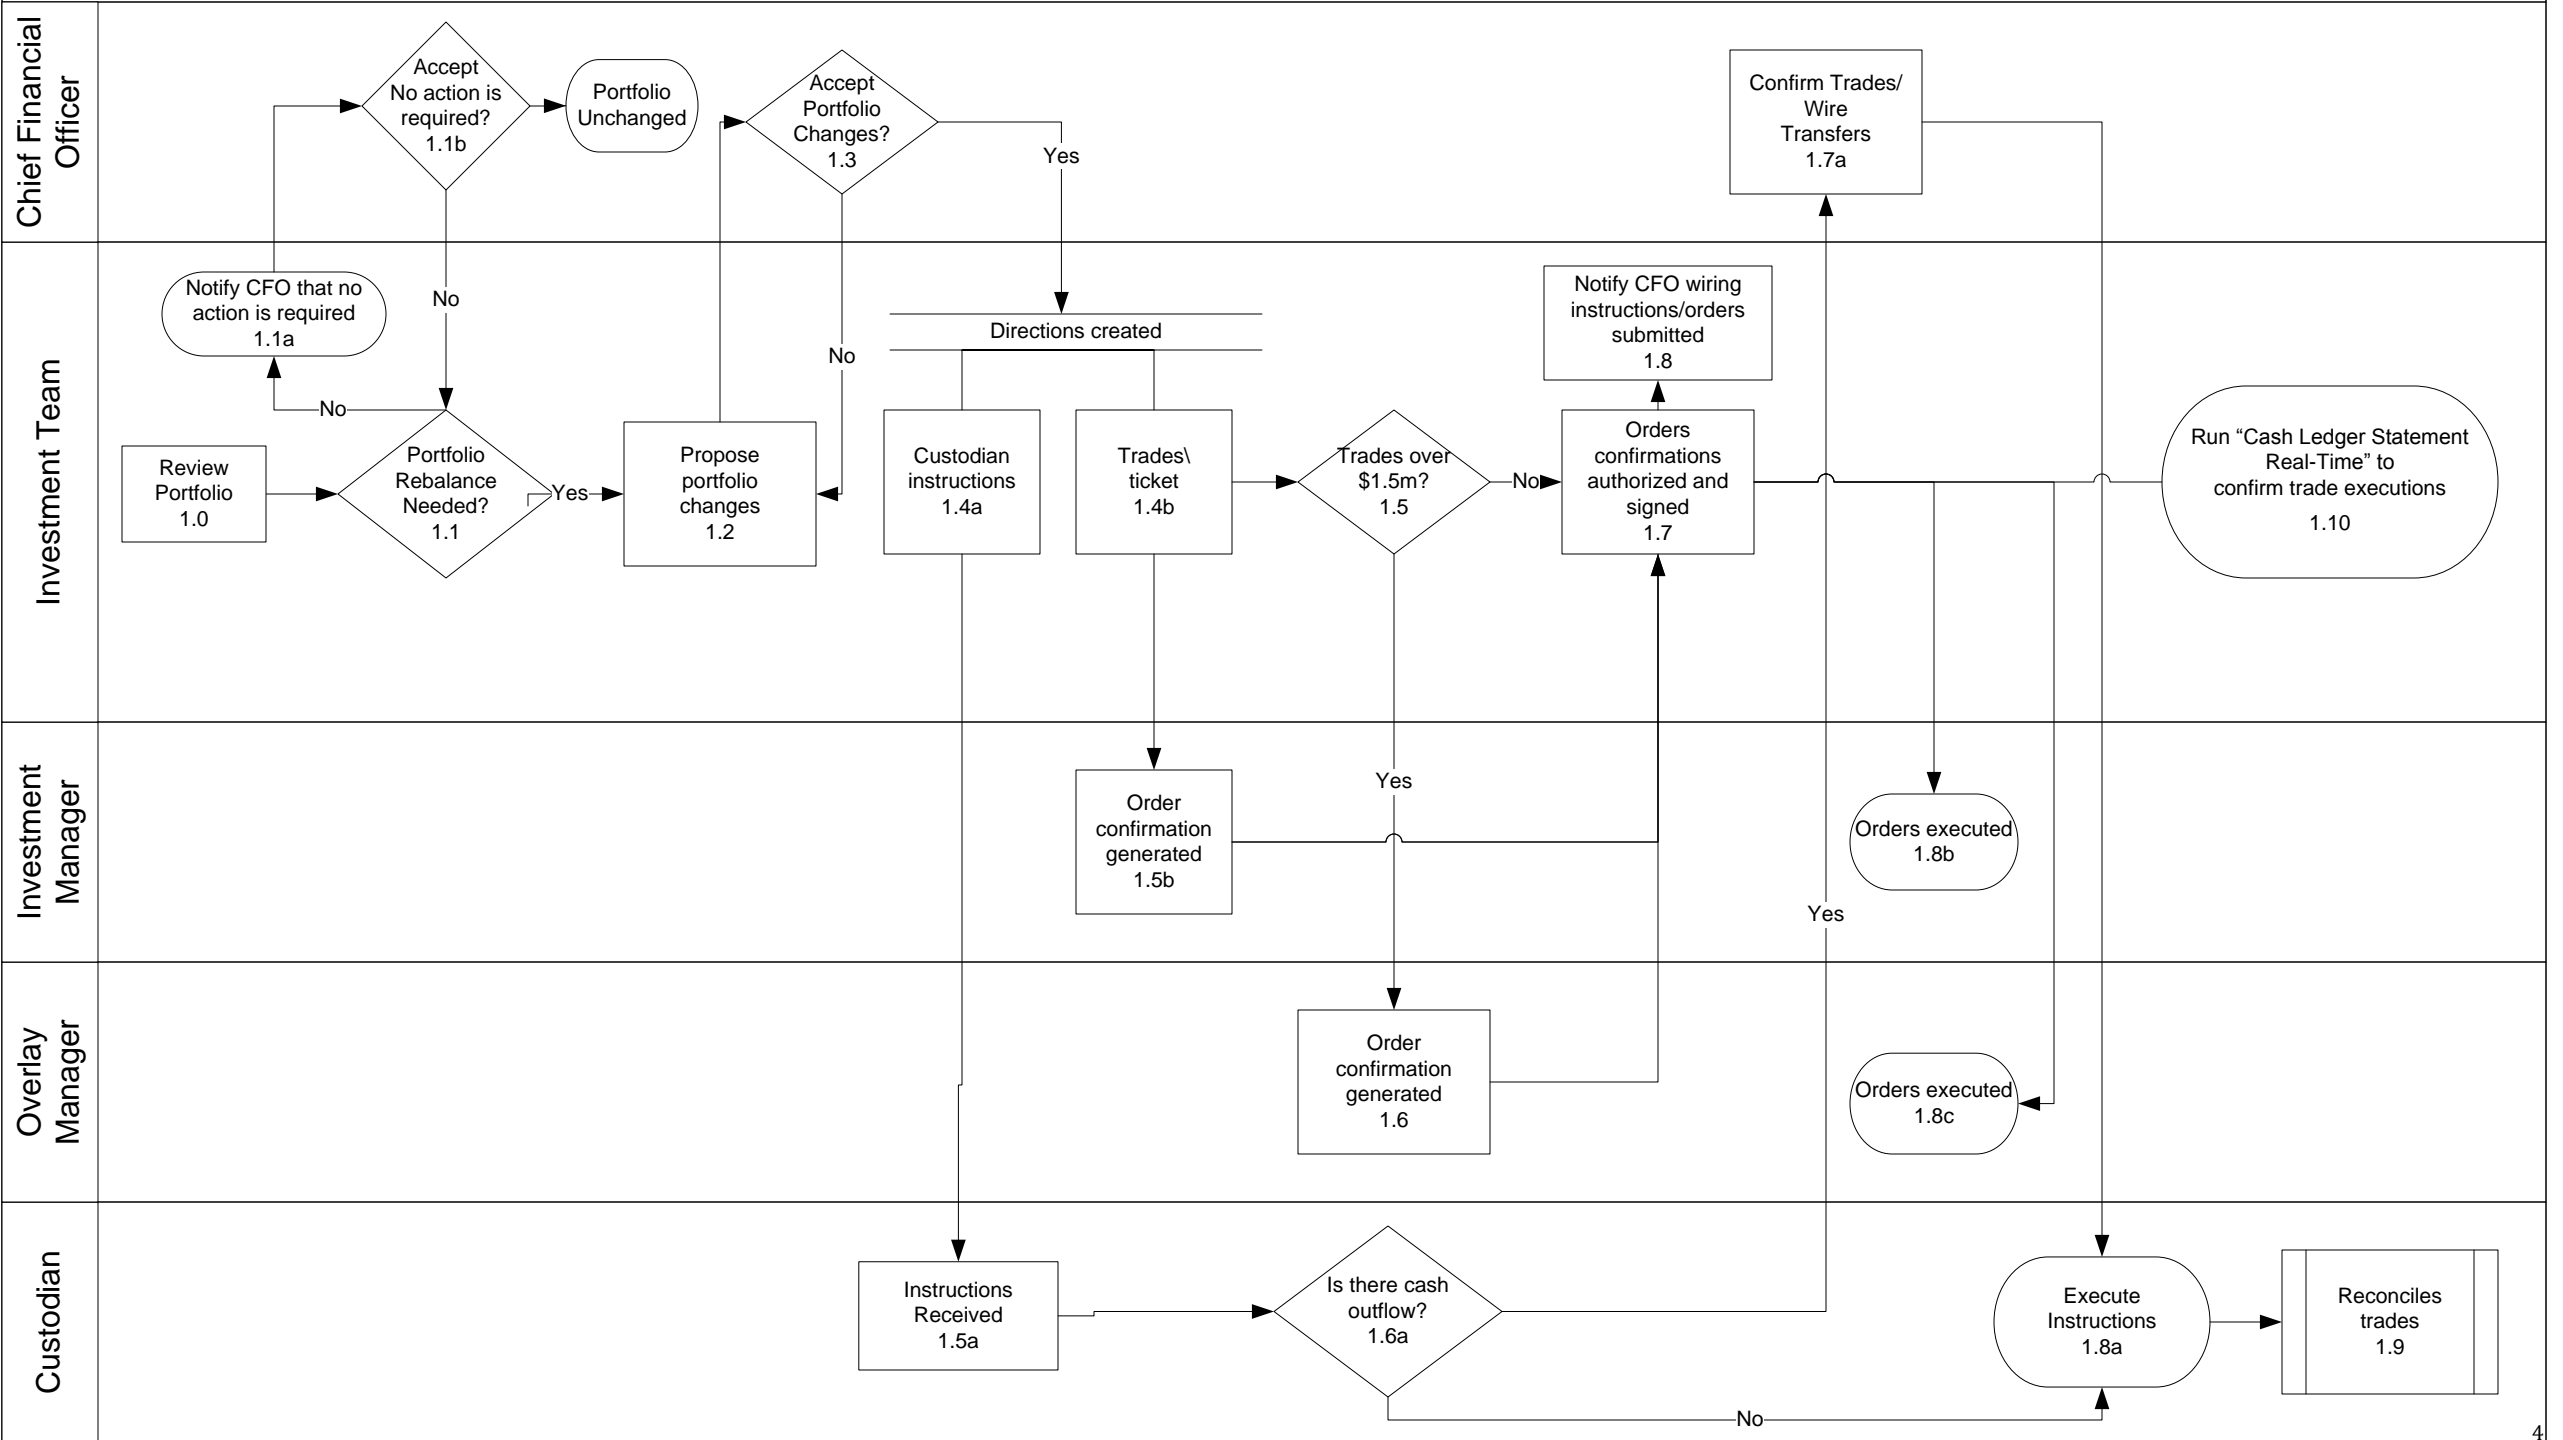 Chief Financial
Officer
Accept
No action is
required?
1.1b
Portfolio
Unchanged
Accept
Portfolio
Changes?
1.3
Yes
Confirm Trades/
Wire
Transfers
1.7a
Investment Team
Notify CFO that no
action is required
1.1a
No
No
Review
Portfolio
1.0
Portfolio
Rebalance
Needed?
1.1
Yes
Propose
portfolio
changes
1.2
No
Directions created
Custodian
instructions
1.4a
Trades\
ticket
1.4b
Trades over
$1.5m?
1.5
No
Notify CFO wiring
instructions/orders
submitted
1.8
Orders
confirmations
authorized and
signed
1.7
Run “Cash Ledger Statement
Real-Time” to
confirm trade executions
1.10
Investment
Manager
Order
confirmation
generated
1.5b
Yes
Yes
Orders executed
1.8b
Overlay
Manager
Order
confirmation
generated
1.6
Orders executed
1.8c
Custodian
Instructions
Received
1.5a
Is there cash
outflow?
1.6a
No
Execute
Instructions
1.8a
Reconciles
trades
1.9
4